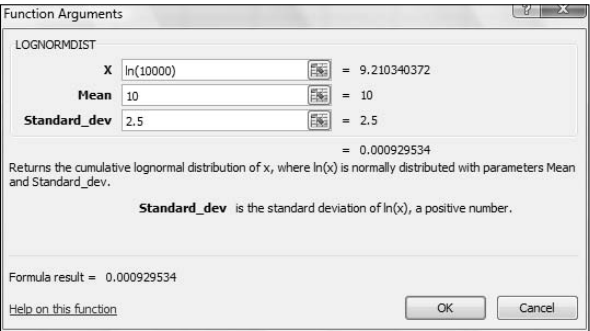 Function Arguments
LOGNORMDIST
X ln(10000) = 9.210340372
Mean 10 = 10
Standard_dev 2.5 = 2.5
= 0.000929534
Returns the cumulative lognormal distribution of x, where ln(x) is normally distributed with parameters Mean
and Standard_dev.
Standard_dev is the standard deviation of ln(x), a positive number.
Formula result = 0.000929534
Help on this function OK Cancel